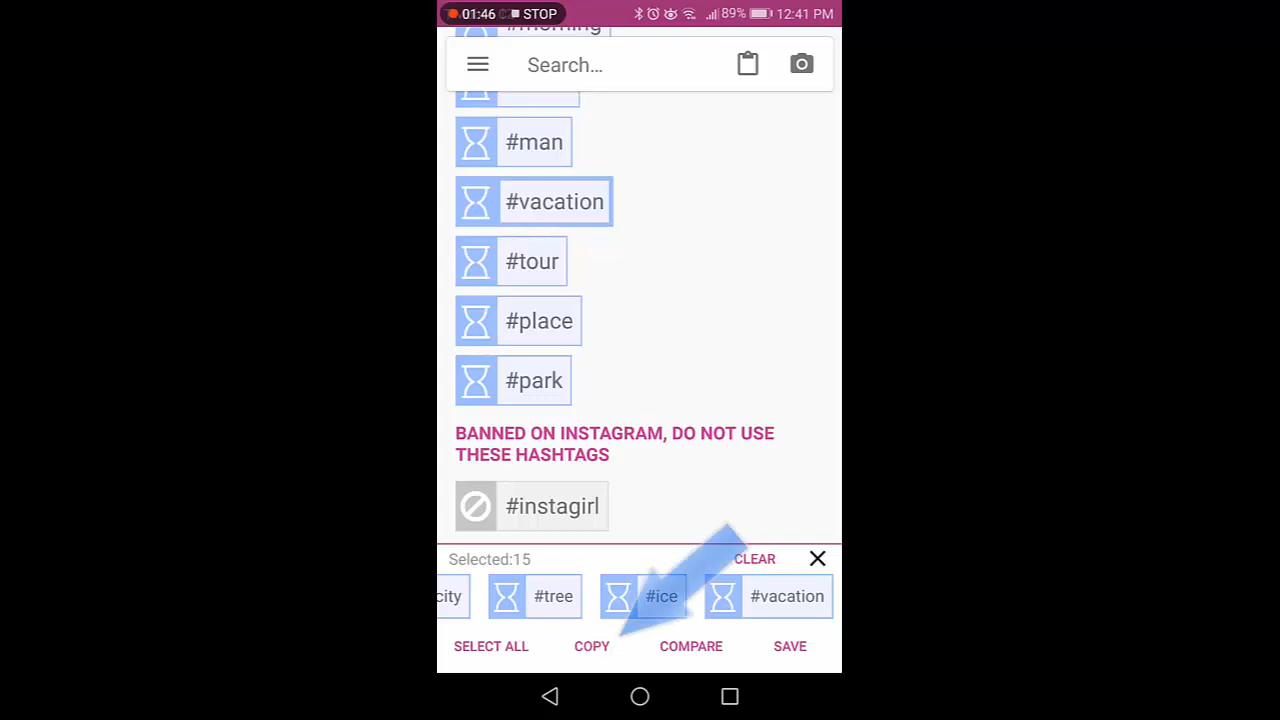 01:46 STOP 89% 12:41 PM
#morning
Search...
#man
#vacation
#tour
#place
#park
BANNED ON INSTAGRAM, DO NOT USE
THESE HASHTAGS
#instagirl
Selected:15 CLEAR
city #tree #ice #vacation
SELECT ALL COPY COMPARE SAVE